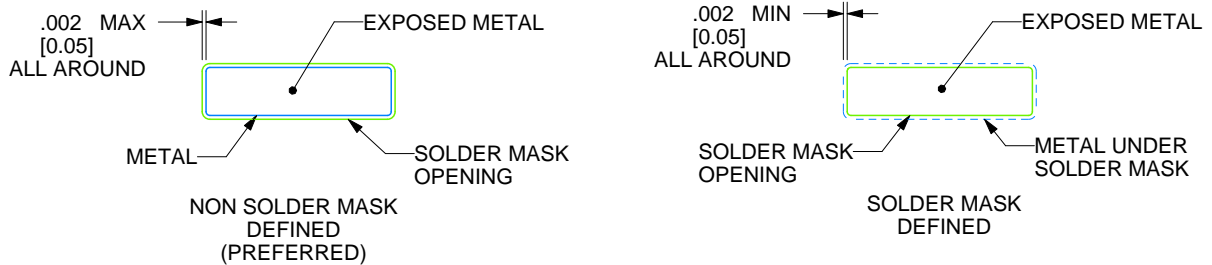 .002 MAX
[0.05]
ALL AROUND
EXPOSED METAL
METAL
SOLDER MASK
OPENING
NON SOLDER MASK
DEFINED
(PREFERRED)
.002 MIN
[0.05]
ALL AROUND
EXPOSED METAL
SOLDER MASK
OPENING
METAL UNDER
SOLDER MASK
SOLDER MASK
DEFINED